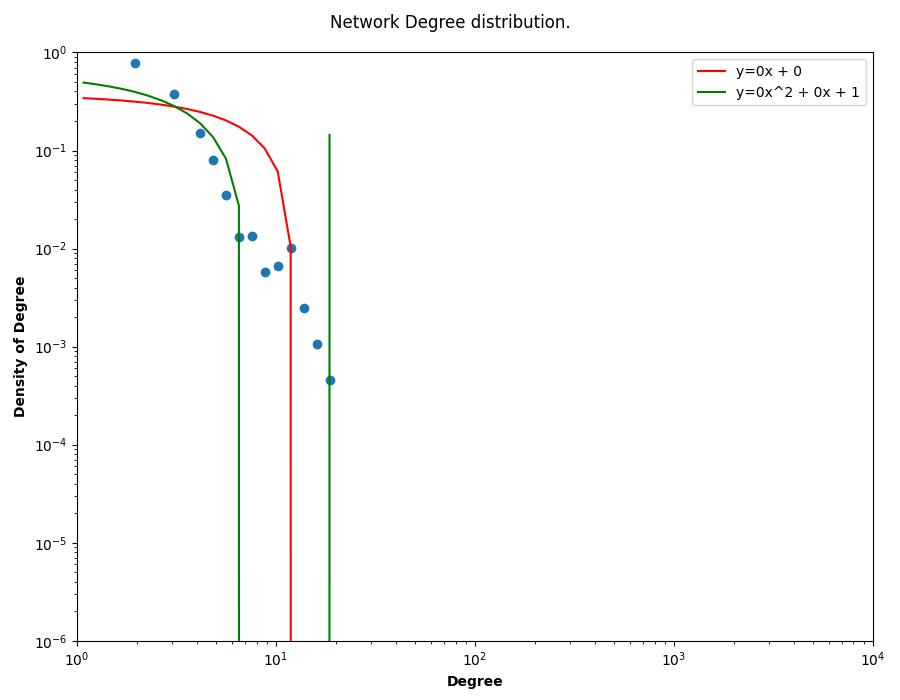 Network Degree distribution.
y=0x + 0
y=0x^2 + 0x + 1
Density of Degree
10^0
10^-1
10^-2
10^-3
10^-4
10^-5
10^-6
10^0 10^1 10^2 10^3 10^4
Degree